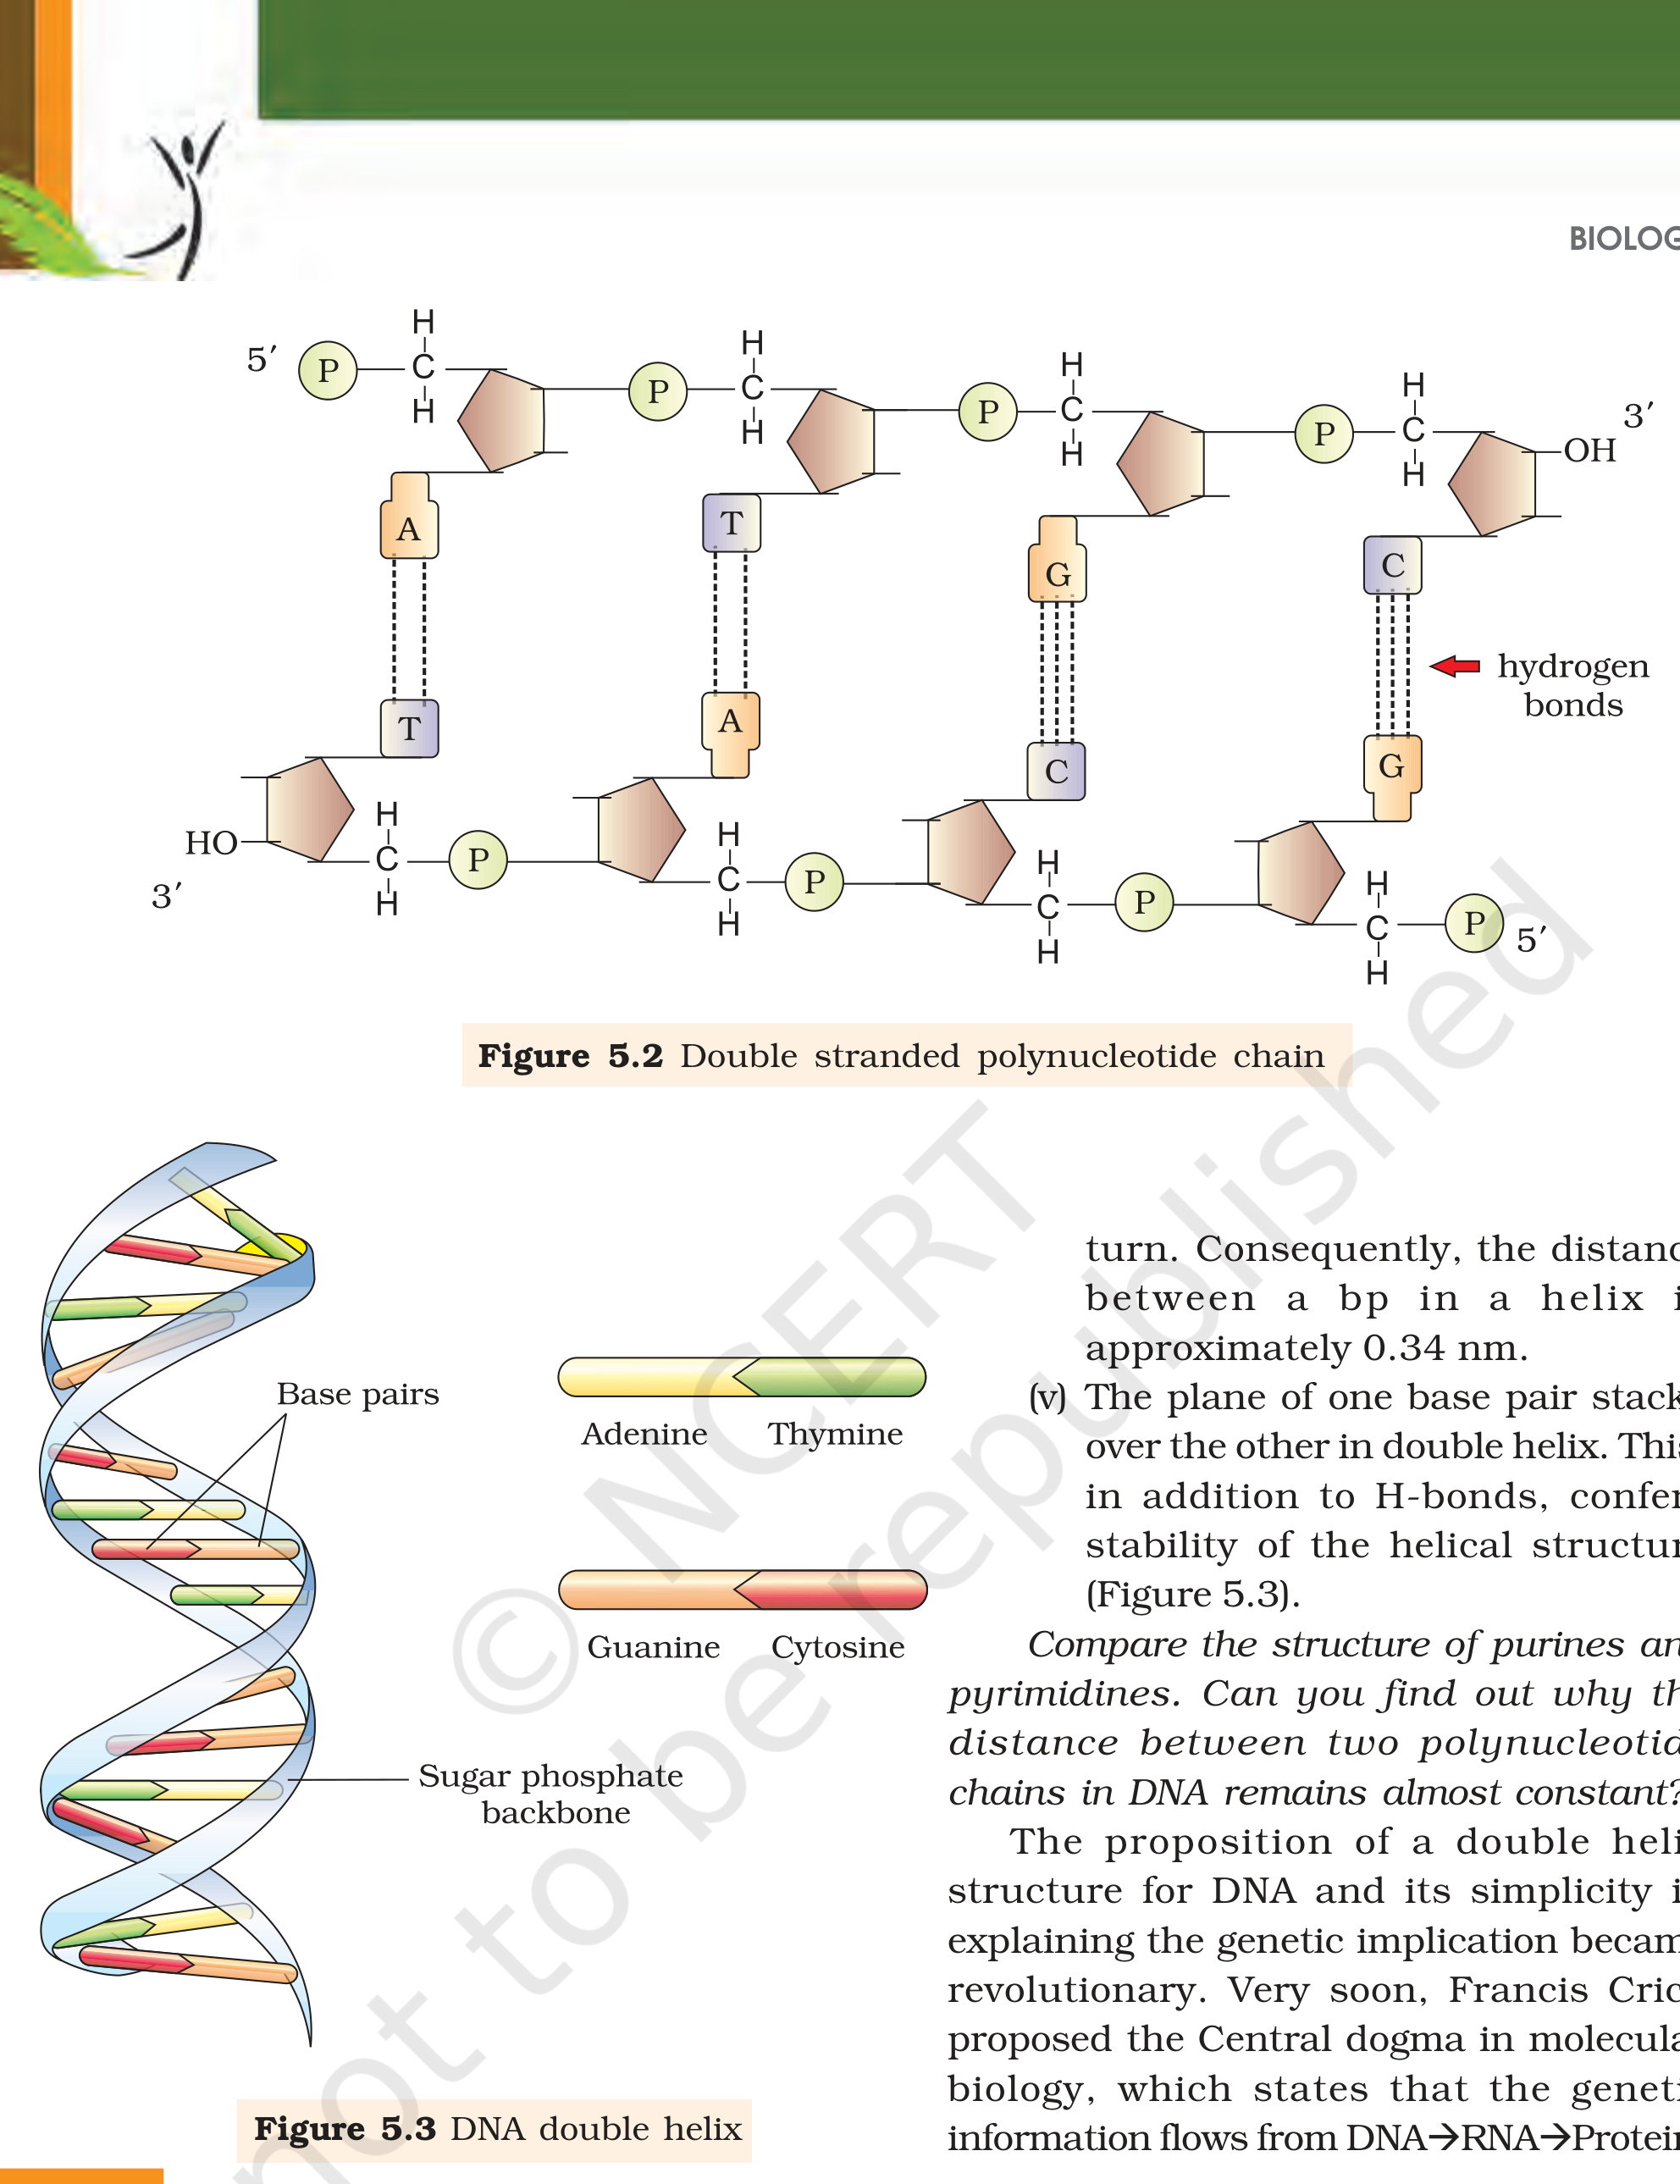 BIOLOG
5′ P C H H P C H H P C H H P C H H OH 3′
A T G C
hydrogen
bonds
T A C G
HO C H H P C H H P C H H P C H H P 5′
3′
Figure 5.2 Double stranded polynucleotide chain
Base pairs
Adenine Thymine
Guanine Cytosine
Sugar phosphate
backbone
Figure 5.3 DNA double helix
turn. Consequently, the distanc
between a bp in a helix i
approximately 0.34 nm.
(v) The plane of one base pair stack
over the other in double helix. This
in addition to H-bonds, confer
stability of the helical structur
(Figure 5.3).
Compare the structure of purines an
pyrimidines. Can you find out why th
distance between two polynucleotid
chains in DNA remains almost constant?
The proposition of a double heli
structure for DNA and its simplicity i
explaining the genetic implication becam
revolutionary. Very soon, Francis Cric
proposed the Central dogma in molecula
biology, which states that the geneti
information flows from DNA→RNA→Protein
© NCERT
not to be republished